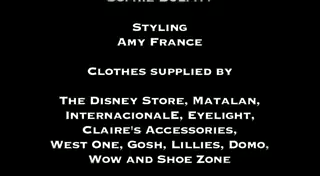 Styling
Amy France
Clothes supplied by
The Disney Store, Matalan,
InternacionalE, Eyelight,
Claire's Accessories,
West One, Gosh, Lillies, Domo,
Wow and Shoe Zone